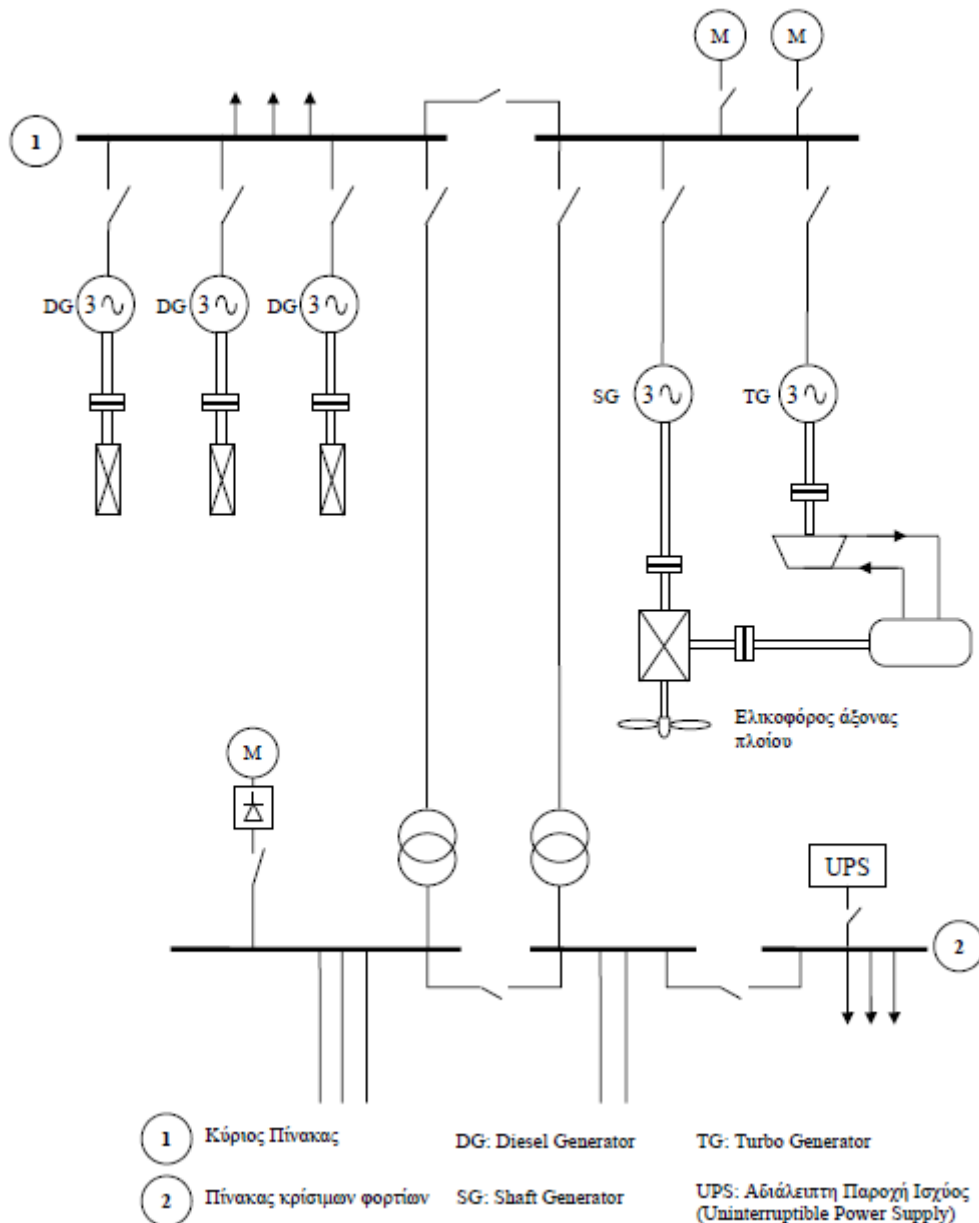 M M
1
3 3 3
DG DG DG
3 3
SG TG
Ελικοφόρος άξονας
πλοίου
M
UPS
2
1 Κύριος Πίνακας DG: Diesel Generator TG: Turbo Generator
2 Πίνακας κρίσιμων φορτίων SG: Shaft Generator UPS: Αδιάλειπτη Παροχή Ισχύος
(Uninterruptible Power Supply)